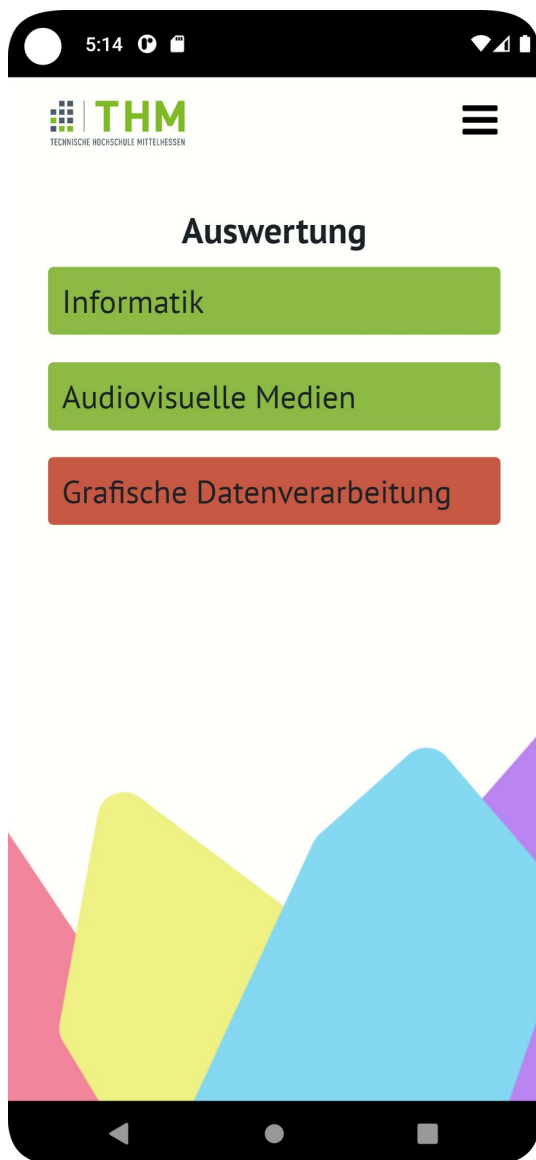 5:14
THM
TECHNISCHE HOCHSCHULE MITTELHESSEN
Auswertung
Informatik
Audiovisuelle Medien
Grafische Datenverarbeitung